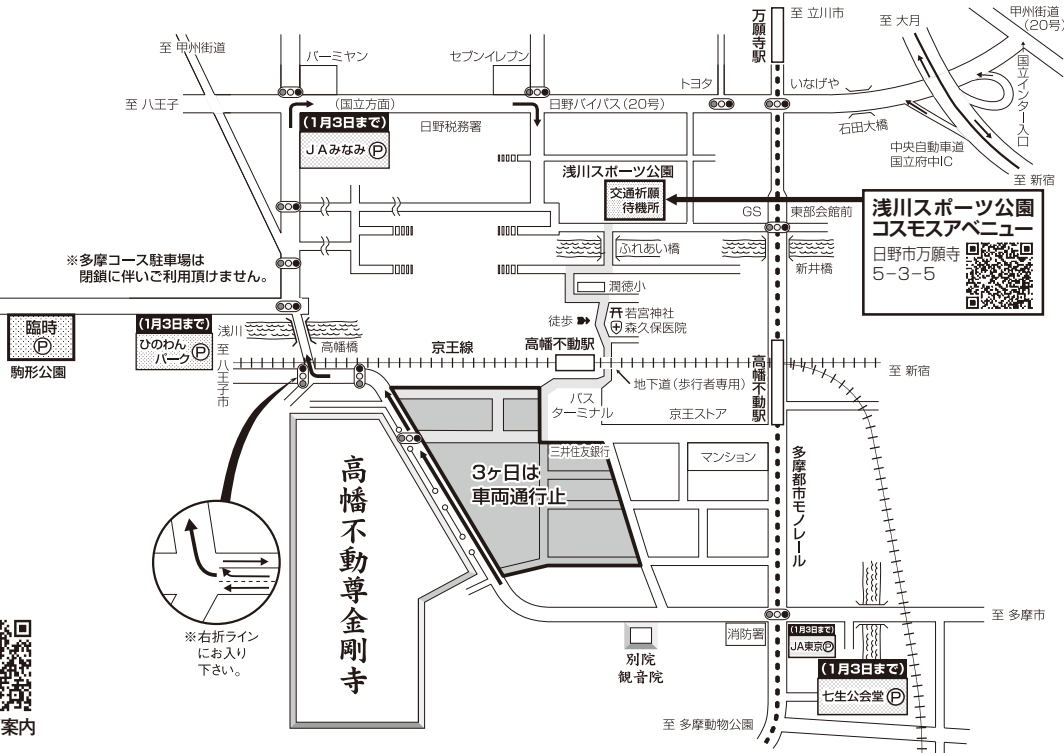 至 甲州街道
バーミヤン
セブンイレブン
万願寺駅
至 立川市
至 大月
甲州街道
(20号)
トヨタ
いなげや
国立インター入口
至 八王子
(国立方面)
日野バイパス(20号)
(1月3日まで)
JAみなみ Ⓟ
日野税務署
石田大橋
中央自動車道
国立府中IC
至 新宿
浅川スポーツ公園
交通祈願
待機所
GS
東部会館前
浅川スポーツ公園
コスモスアベニュー
日野市万願寺
5-3-5
※多摩コース駐車場は
閉鎖に伴いご利用頂けません。
ふれあい橋
新井橋
潤徳小
臨時
Ⓟ
駒形公園
(1月3日まで)
ひのわん
パーク Ⓟ
浅川
高幡橋
至 八王子市
京王線
徒歩
若宮神社
森久保医院
高幡不動駅
高幡不動駅
至 新宿
地下道(歩行者専用)
バス
ターミナル
京王ストア
三井住友銀行
マンション
3ヶ日は
車両通行止
多摩都市モノレール
高幡不動尊金剛寺
※右折ライン
にお入り
下さい。
案内
別院
観音院
消防署
至 多摩市
(1月3日まで)
JA東京Ⓟ
(1月3日まで)
七生公会堂 Ⓟ
至 多摩動物公園